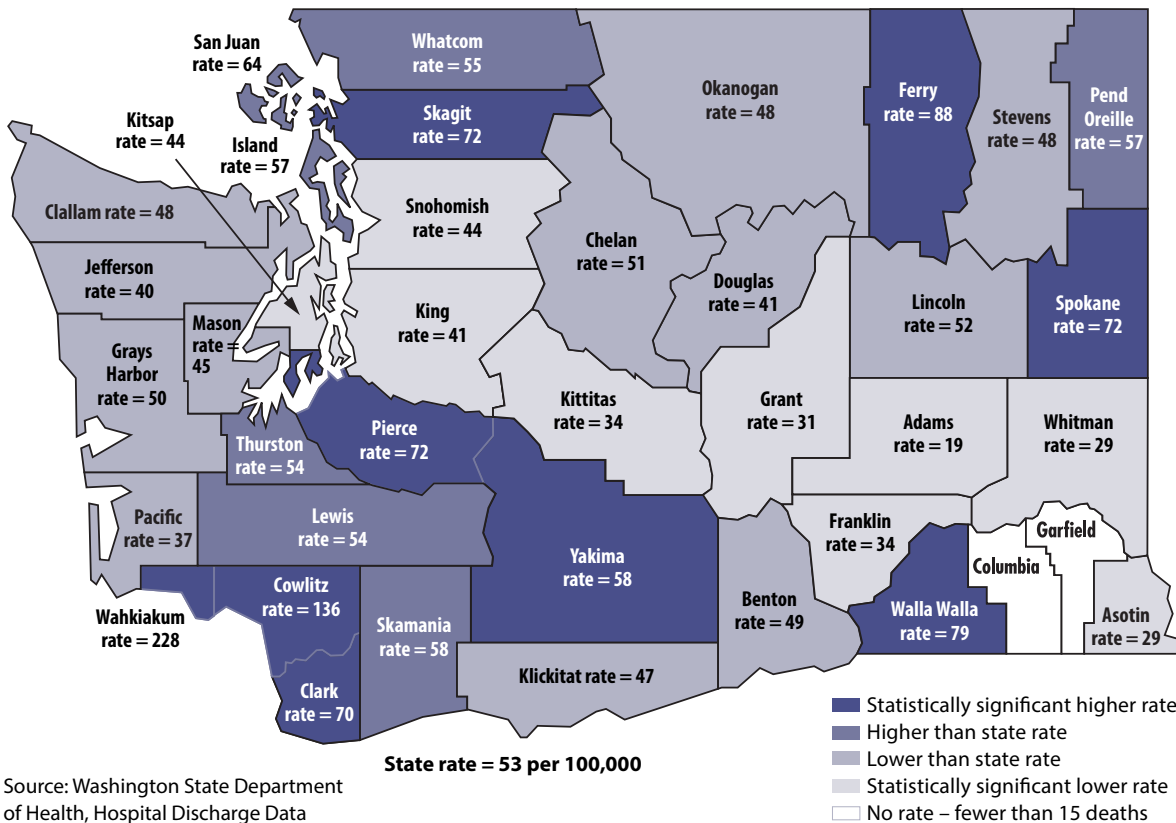 San Juan
rate = 64
Whatcom
rate = 55
Okanogan
rate = 48
Ferry
rate = 88
Stevens
rate = 48
Pend
Oreille
rate = 57
Kitsap
rate = 44
Island
rate = 57
Skagit
rate = 72
Clallam rate = 48
Snohomish
rate = 44
Chelan
rate = 51
Douglas
rate = 41
Jefferson
rate = 40
King
rate = 41
Lincoln
rate = 52
Spokane
rate = 72
Mason
rate =
45
Grays
Harbor
rate = 50
Kittitas
rate = 34
Grant
rate = 31
Adams
rate = 19
Whitman
rate = 29
Thurston
rate = 54
Pierce
rate = 72
Pacific
rate = 37
Lewis
rate = 54
Yakima
rate = 58
Franklin
rate = 34
Garfield
Columbia
Wahkiakum
rate = 228
Cowlitz
rate = 136
Skamania
rate = 58
Benton
rate = 49
Walla Walla
rate = 79
Asotin
rate = 29
Clark
rate = 70
Klickitat rate = 47
State rate = 53 per 100,000
Statistically significant higher rate
Higher than state rate
Lower than state rate
Statistically significant lower rate
No rate – fewer than 15 deaths
Source: Washington State Department
of Health, Hospital Discharge Data